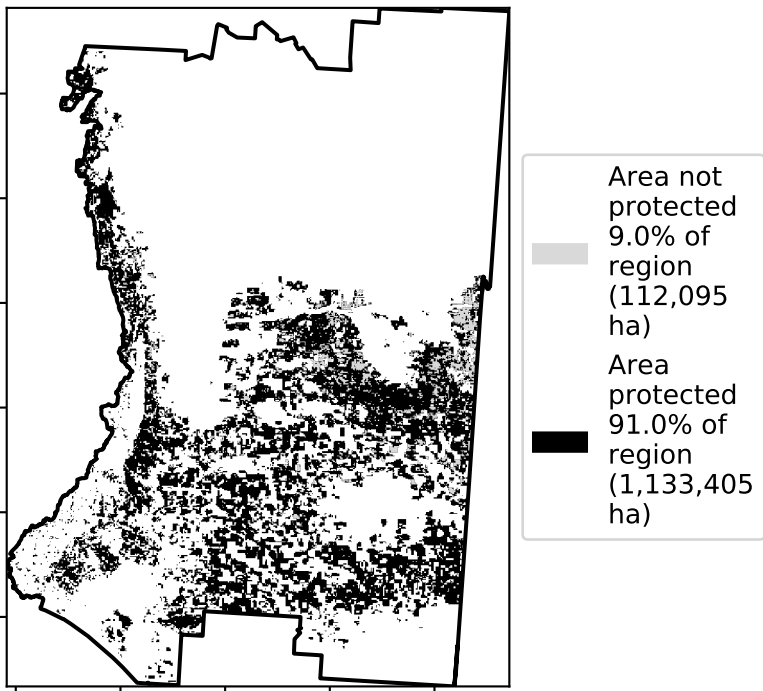 Area not
protected
9.0% of
region
(112,095
ha)
Area
protected
91.0% of
region
(1,133,405
ha)